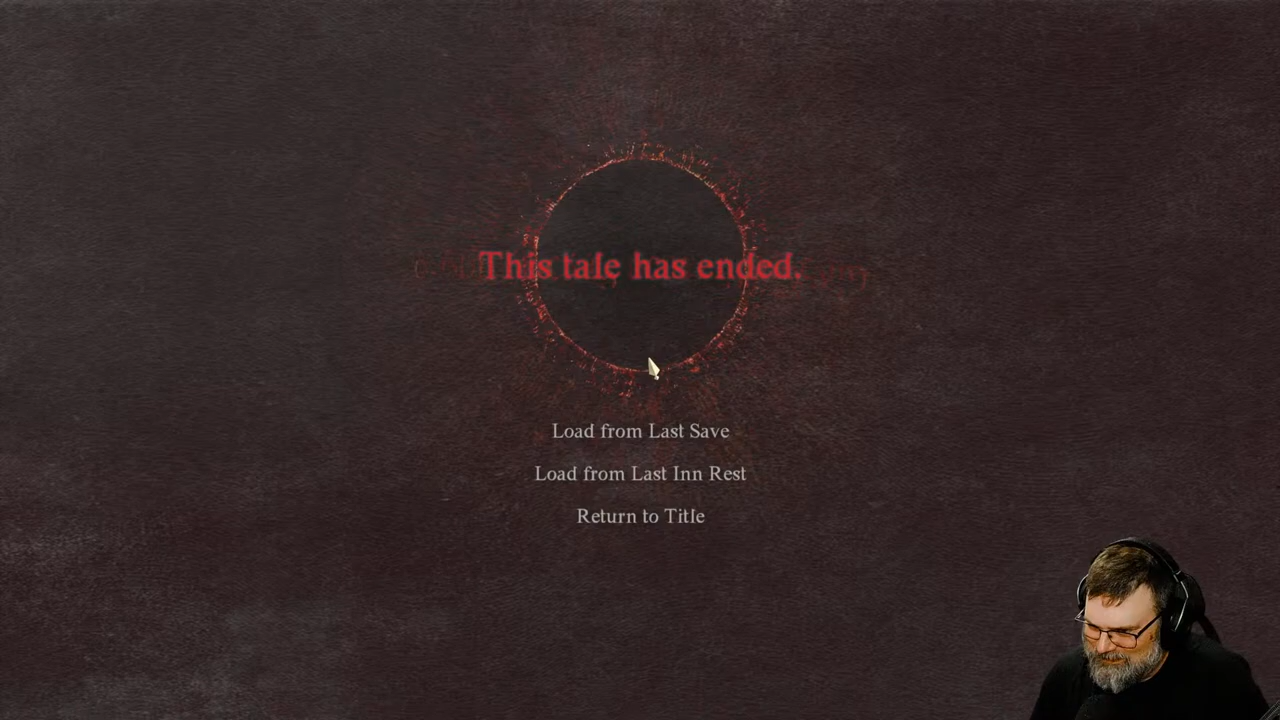 This tale has ended.
Load from Last Save
Load from Last Inn Rest
Return to Title